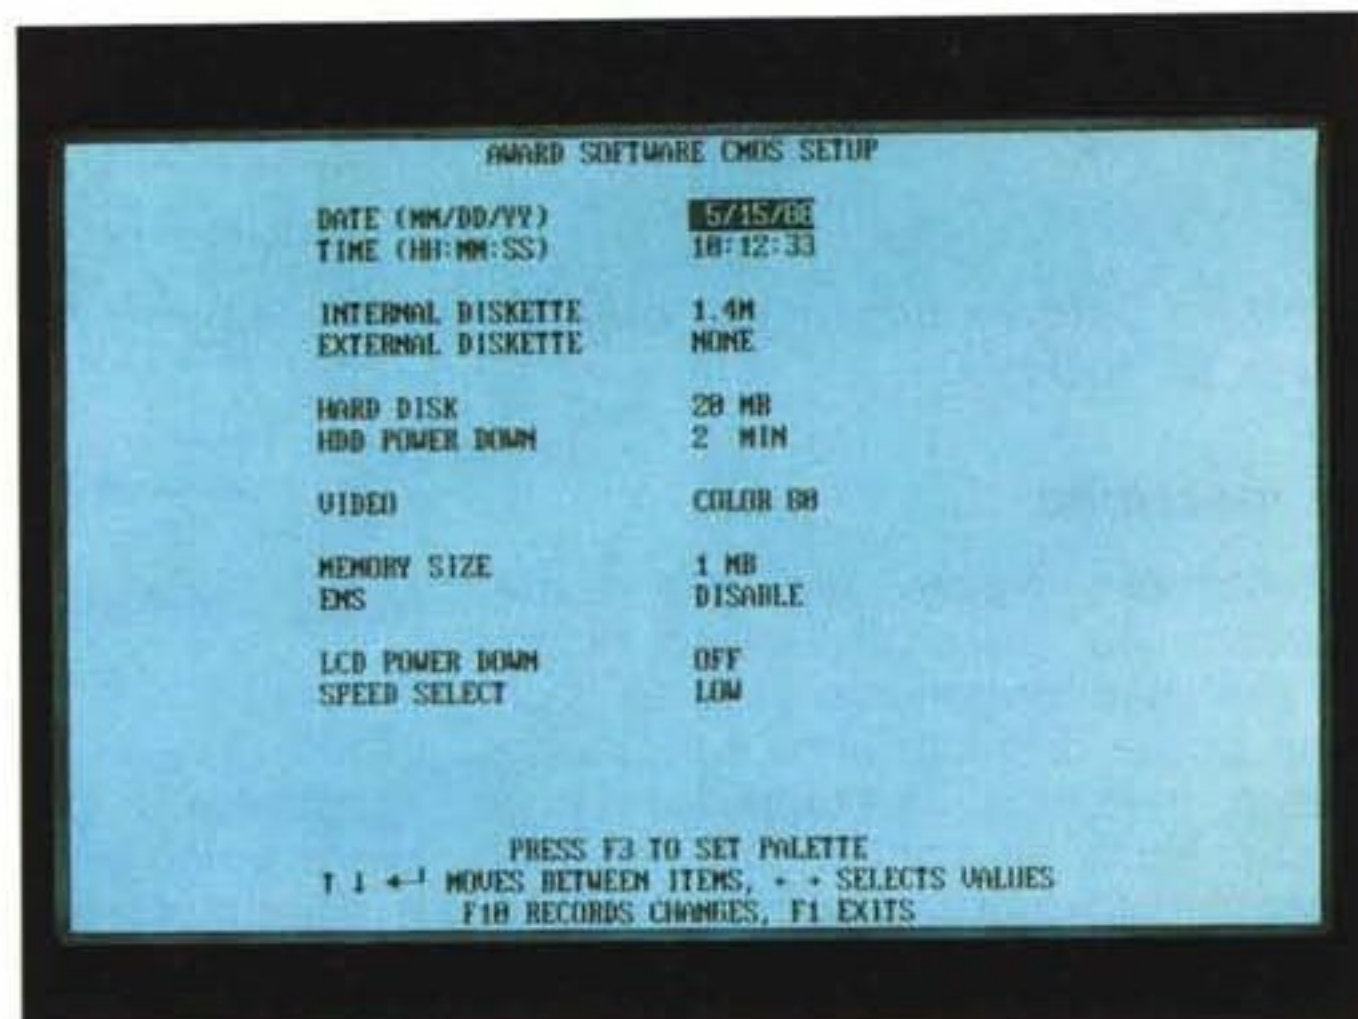 AWARD SOFTWARE CMOS SETUP
DATE (MM/DD/YY) 5/15/88
TIME (HH:MM:SS) 10:12:33
INTERNAL DISKETTE 1.4M
EXTERNAL DISKETTE NONE
HARD DISK 20 MB
HDD POWER DOWN 2 MIN
VIDEO COLOR 80
MEMORY SIZE 1 MB
EMS DISABLE
LCD POWER DOWN OFF
SPEED SELECT LOW
PRESS F3 TO SET PALETTE
↑ ↓ ←┘ MOVES BETWEEN ITEMS, SELECTS VALUES
F10 RECORDS CHANGES, F1 EXITS